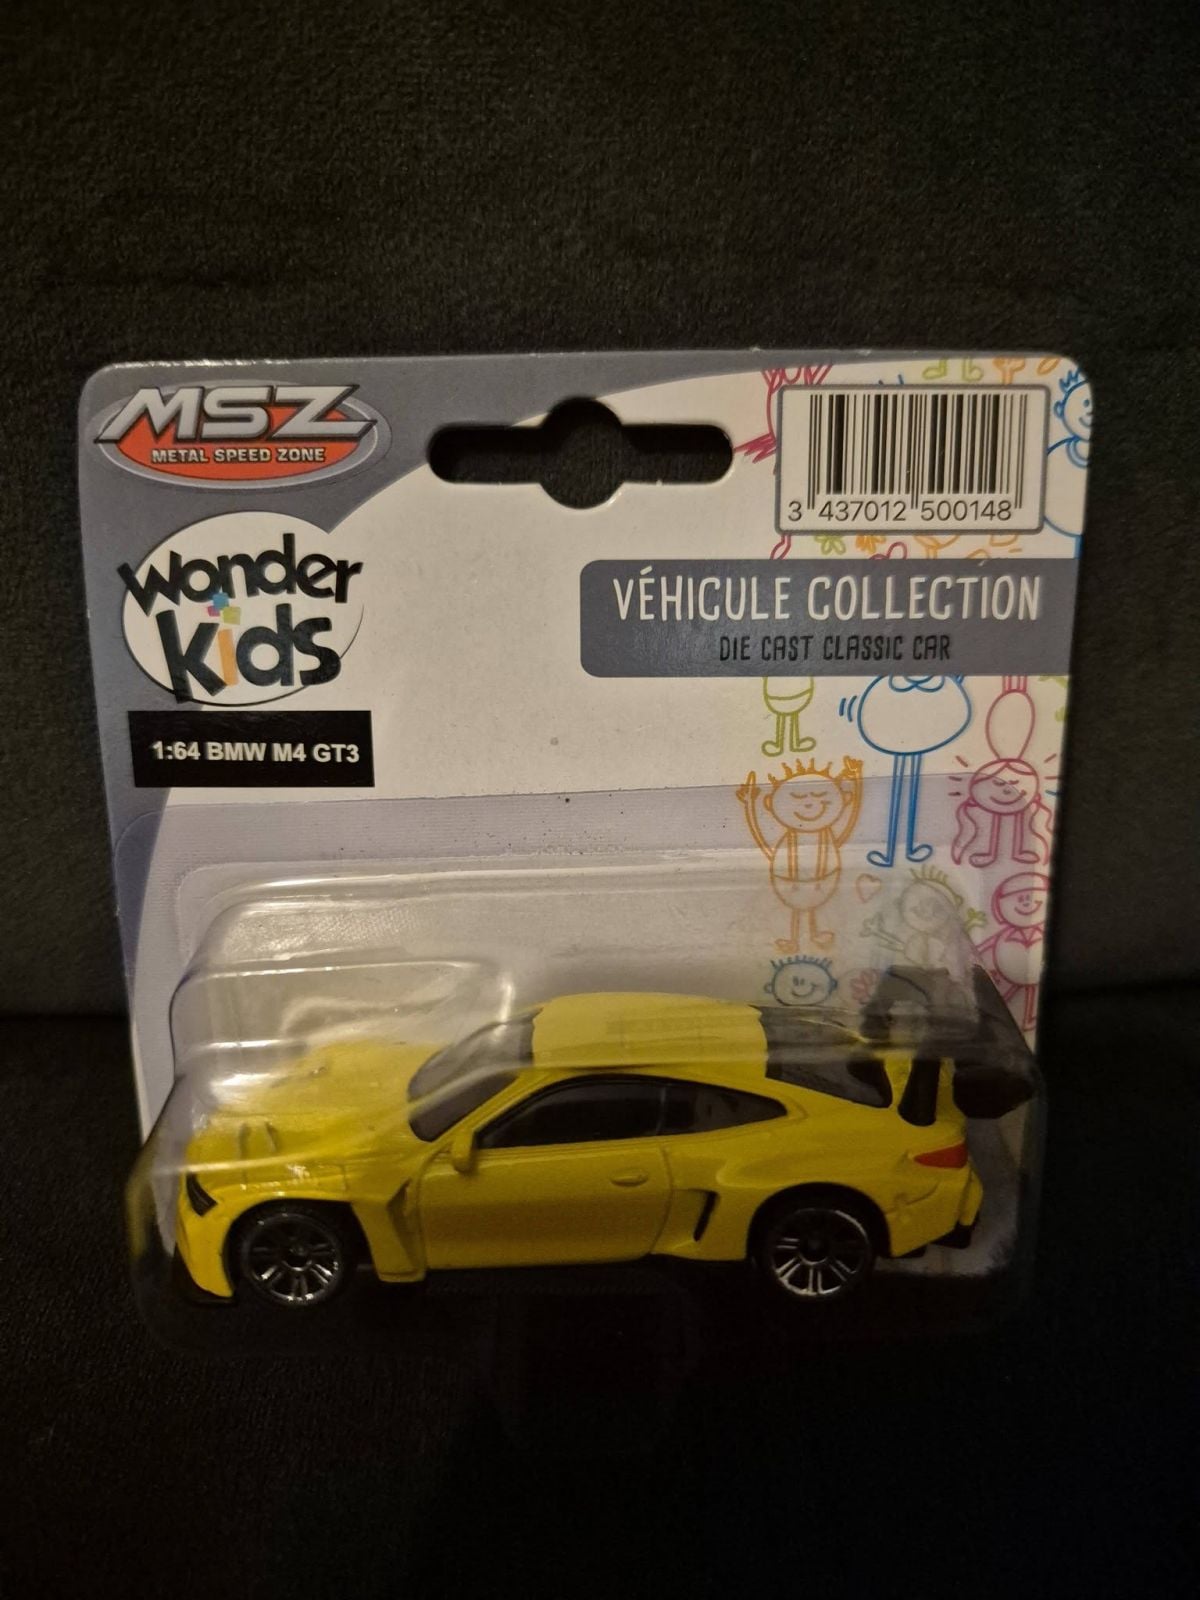 MSZ
METAL SPEED ZONE
3 437012 500148
Wonder
kids
VÉHICULE COLLECTION
DIE CAST CLASSIC CAR
1:64 BMW M4 GT3